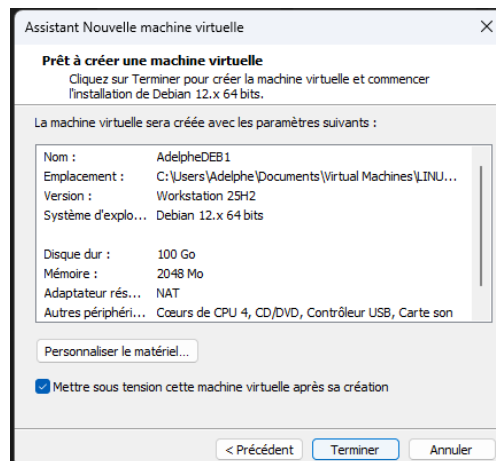 Assistant Nouvelle machine virtuelle
Prêt à créer une machine virtuelle
Cliquez sur Terminer pour créer la machine virtuelle et commencer
l'installation de Debian 12.x 64 bits.
La machine virtuelle sera créée avec les paramètres suivants :
Nom : AdelpheDEB1
Emplacement : C:\Users\Adelphe\Documents\Virtual Machines\LINU...
Version : Workstation 25H2
Système d'explo... Debian 12.x 64 bits
Disque dur : 100 Go
Mémoire : 2048 Mo
Adaptateur rés... NAT
Autres périphéri... Cœurs de CPU 4, CD/DVD, Contrôleur USB, Carte son
Personnaliser le matériel...
Mettre sous tension cette machine virtuelle après sa création
< Précédent Terminer Annuler